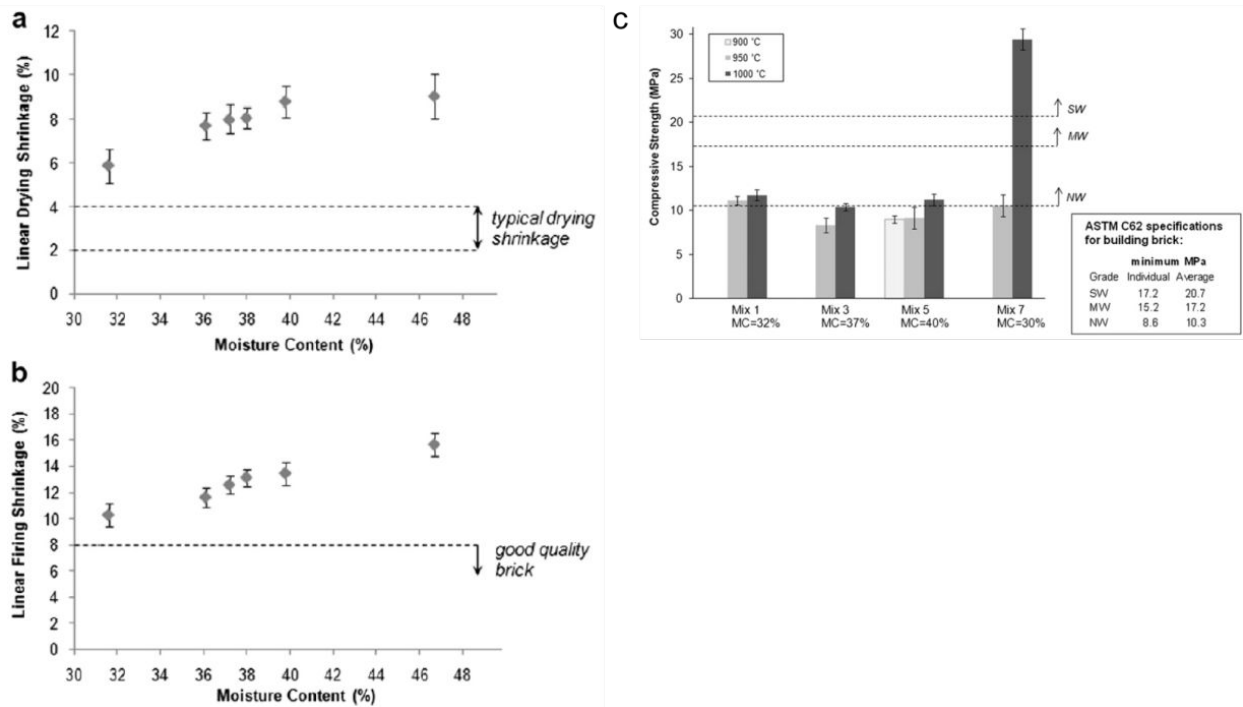 a
Linear Drying Shrinkage (%)
12
10
8
6
4
2
0
typical drying
shrinkage
30 32 34 36 38 40 42 44 46 48
Moisture Content (%)
b
Linear Firing Shrinkage (%)
20
18
16
14
12
10
8
6
4
2
0
good quality
brick
30 32 34 36 38 40 42 44 46 48
Moisture Content (%)
c
Compressive Strength (MPa)
30
25
20
15
10
5
0
900 °C
950 °C
1000 °C
SW
MW
NW
Mix 1 Mix 3 Mix 5 Mix 7
MC=32% MC=37% MC=40% MC=30%
ASTM C62 specifications
for building brick:
minimum MPa
Grade Individual Average
SW 17.2 20.7
MW 15.2 17.2
NW 8.6 10.3